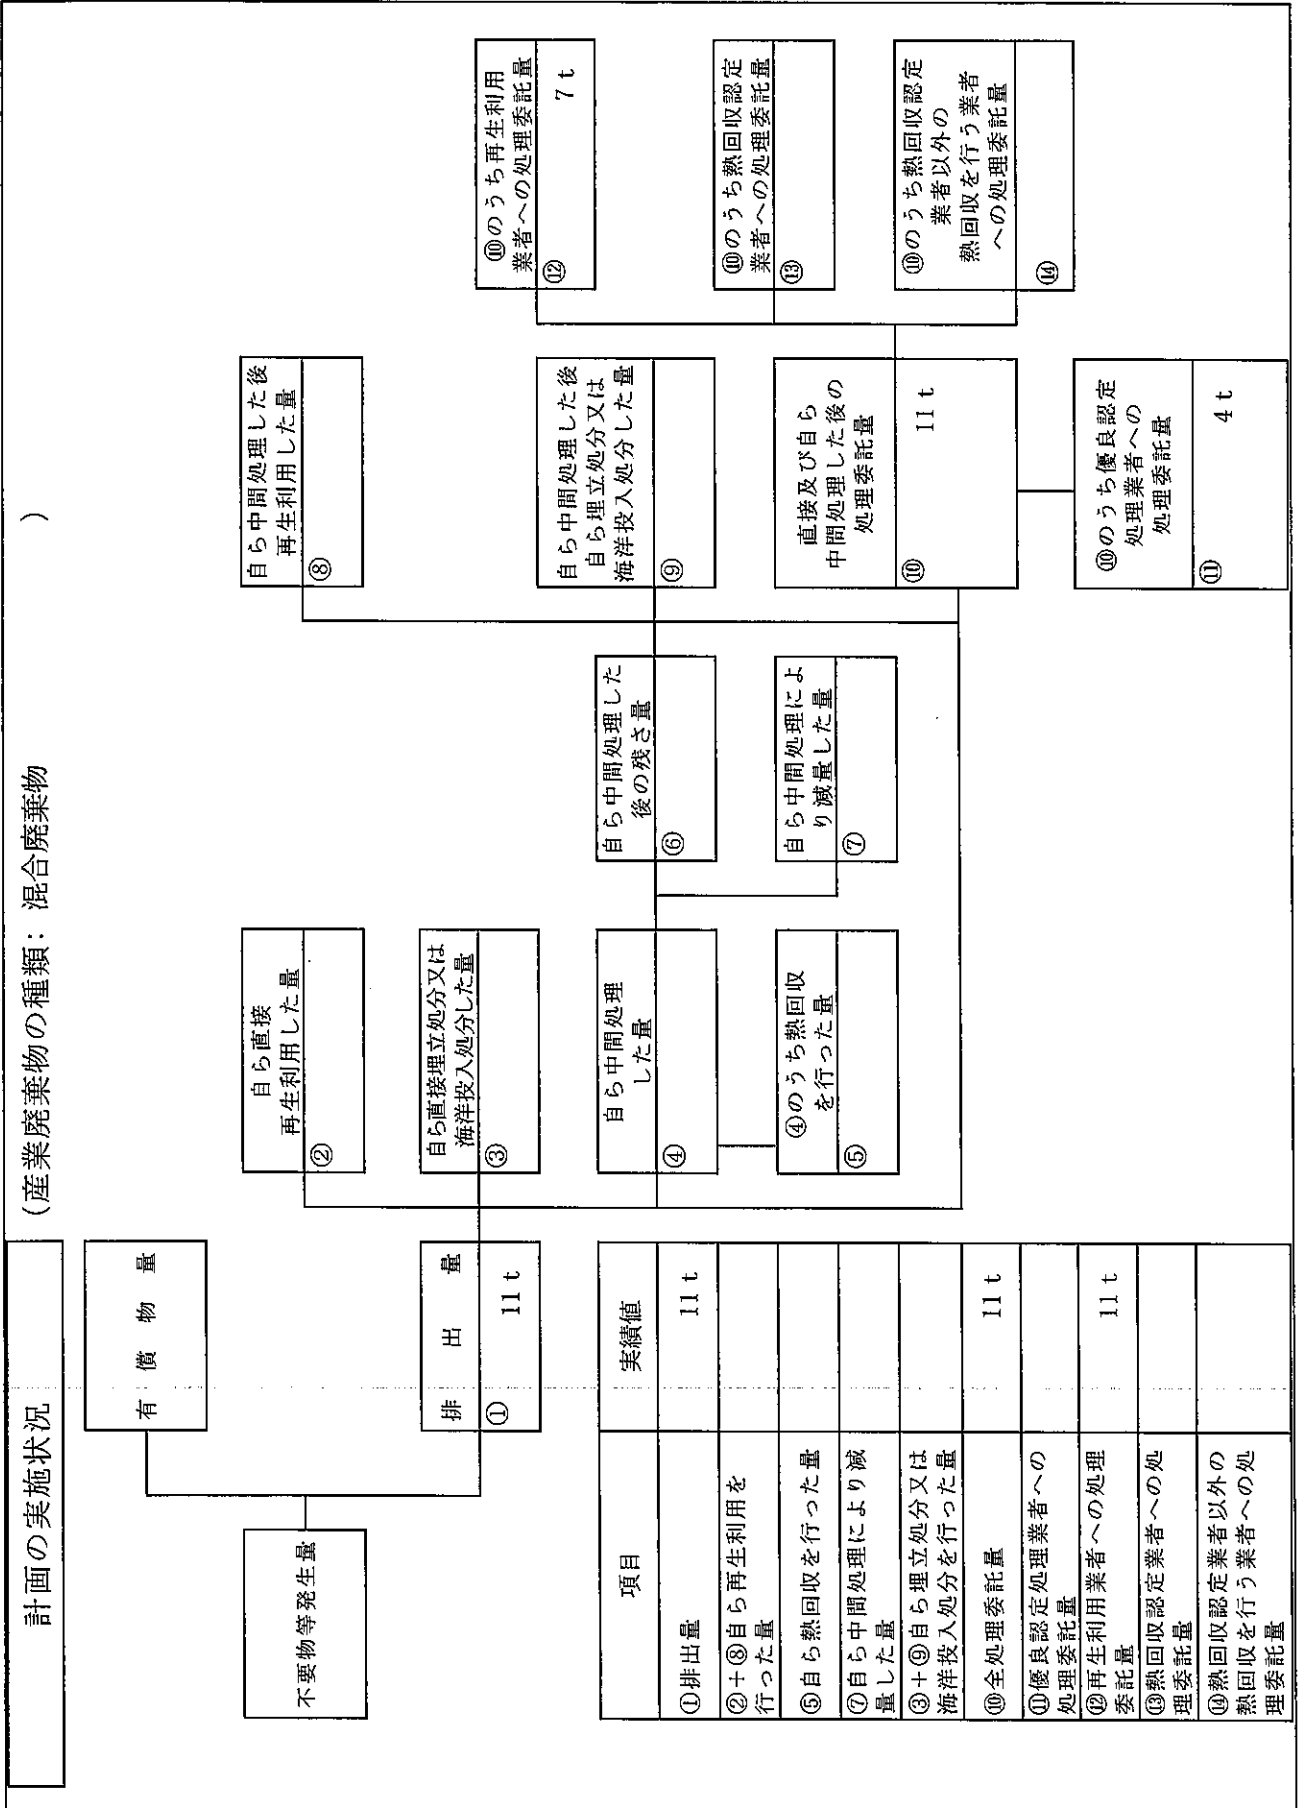 計画の実施状況
(産業廃棄物の種類：混合廃棄物 )
不要物等発生量
有償物量
排出量
① 11 t
自ら直接
再生利用した量
②
自ら直接埋立処分又は
海洋投入処分した量
③
自ら中間処理
した量
④
④のうち熱回収
を行った量
⑤
自ら中間処理した
後の残さ量
⑥
自ら中間処理によ
り減量した量
⑦
自ら中間処理した後
再生利用した量
⑧
自ら中間処理した後
自ら埋立処分又は
海洋投入処分した量
⑨
直接及び自ら
中間処理した後の
処理委託量
⑩ 11 t
⑩のうち優良認定
処理業者への
処理委託量
⑪ 4 t
⑩のうち再生利用
業者への処理委託量
⑫ 7 t
⑩のうち熱回収認定
業者への処理委託量
⑬
⑩のうち熱回収認定
業者以外の
熱回収を行う業者
への処理委託量
⑭
項目 実績値
①排出量 11 t
②＋⑧自ら再生利用を
行った量
⑤自ら熱回収を行った量
⑦自ら中間処理により減
量した量
③＋⑨自ら埋立処分又は
海洋投入処分を行った量
⑩全処理委託量 11 t
⑪優良認定処理業者への
処理委託量
⑫再生利用業者への処理
委託量 11 t
⑬熱回収認定業者への処
理委託量
⑭熱回収認定業者以外の
熱回収を行う業者への処
理委託量